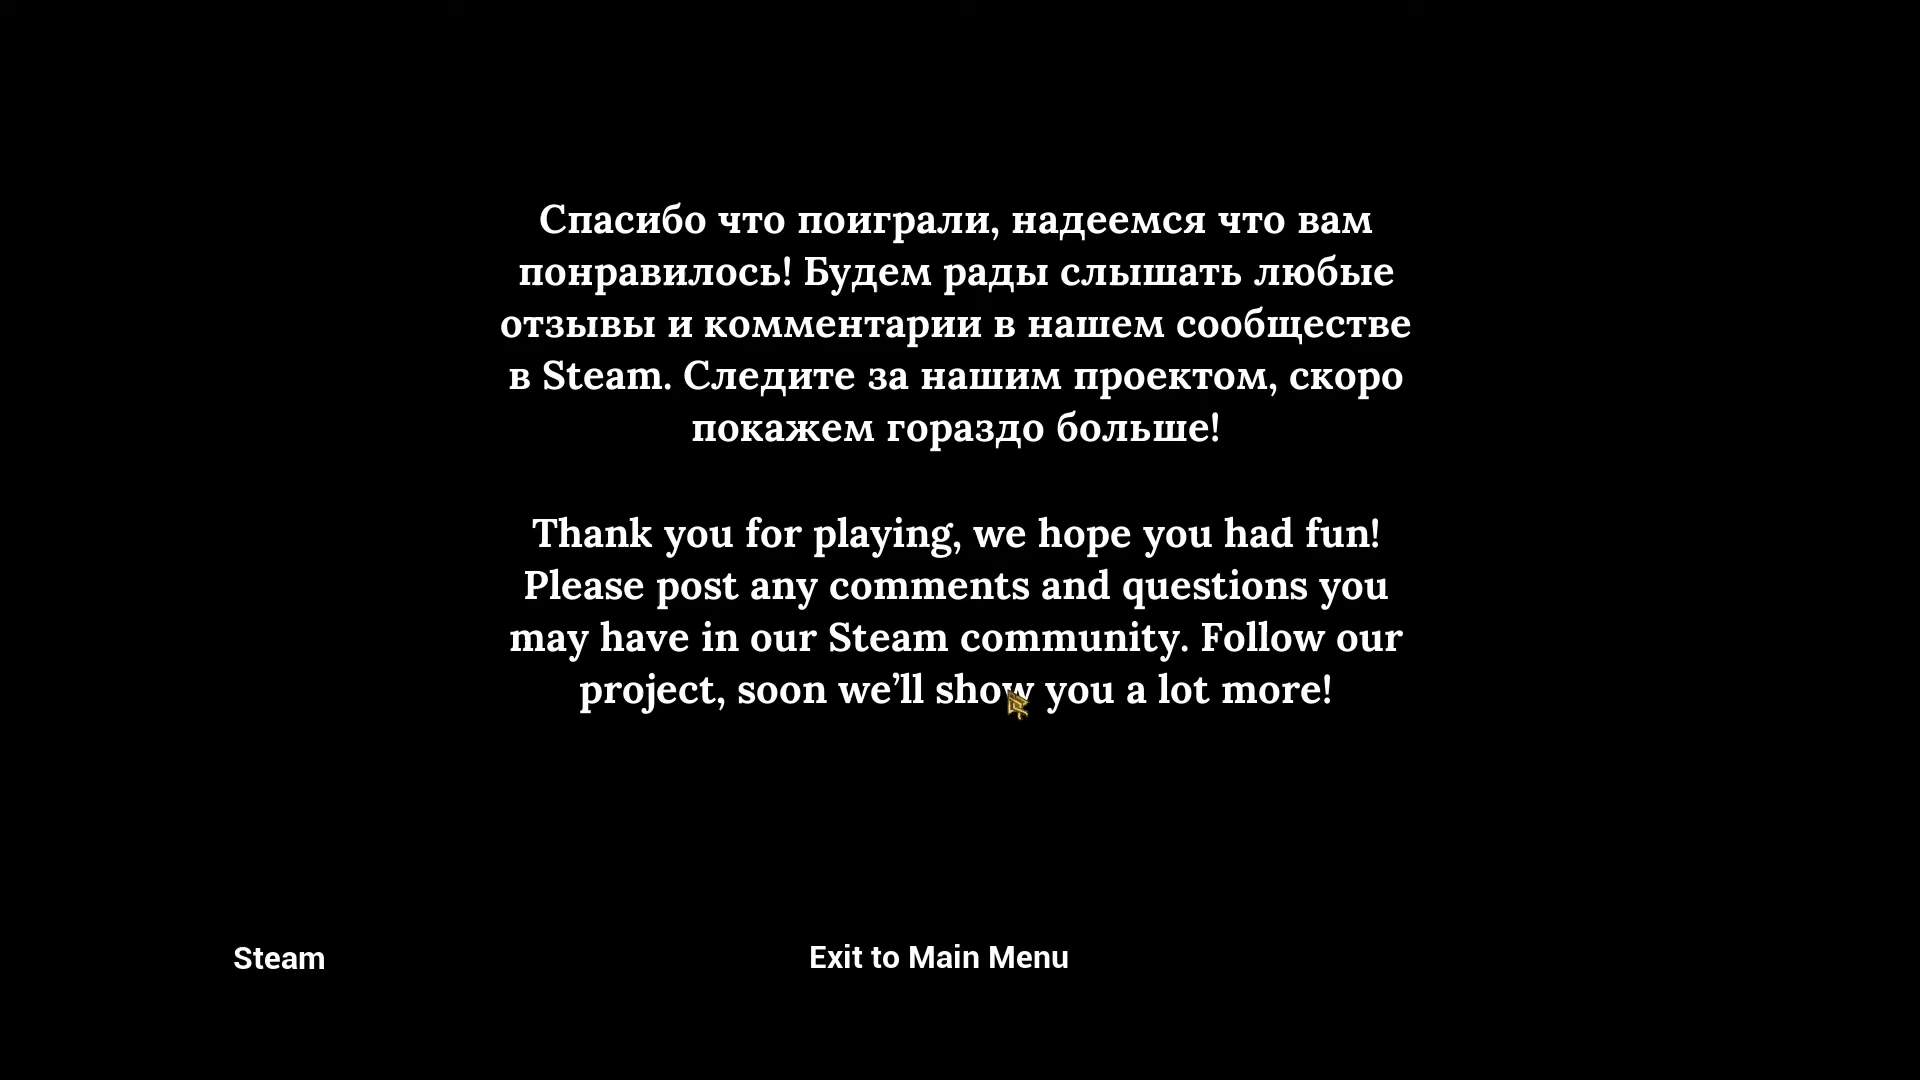 Спасибо что поиграли, надеемся что вам
понравилось! Будем рады слышать любые
отзывы и комментарии в нашем сообществе
в Steam. Следите за нашим проектом, скоро
покажем гораздо больше!
Thank you for playing, we hope you had fun!
Please post any comments and questions you
may have in our Steam community. Follow our
project, soon we’ll show you a lot more!
Steam
Exit to Main Menu